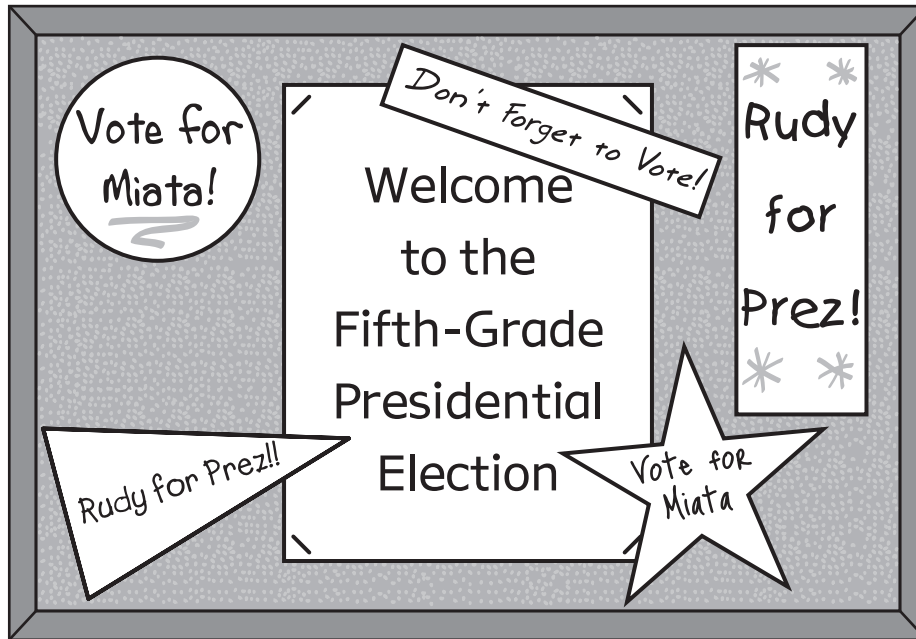 Vote for
Miata!
Don't Forget to Vote!
Welcome
to the
Fifth-Grade
Presidential
Election
Rudy
for
Prez!
Rudy for Prez!!
Vote for
Miata